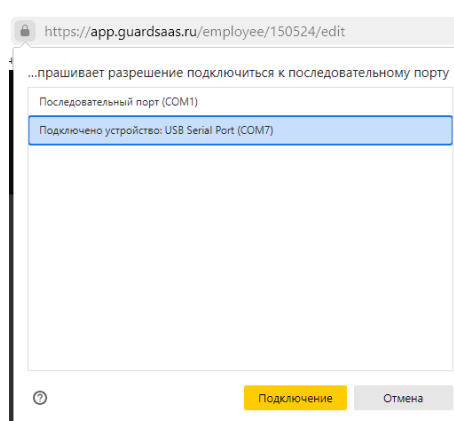 https://app.guardsaas.ru/employee/150524/edit
...прашивает разрешение подключиться к последовательному порту
Последовательный порт (COM1)
Подключено устройство: USB Serial Port (COM7)
Подключение
Отмена